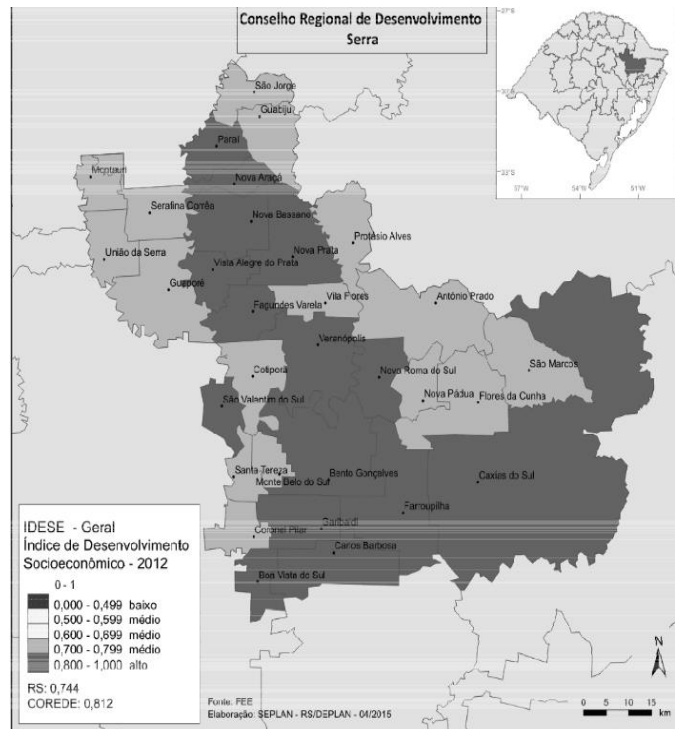 Conselho Regional de Desenvolvimento
Serra
27°S
30°S
33°S
57°W
54°W
51°W
São Jorge
Guabiju
Paraí
Montauri
Nova Araçá
Serafina Corrêa
Nova Bassano
Protásio Alves
União da Serra
Nova Prata
Vista Alegre do Prata
Guaporé
Fagundes Varela
Vila Flores
Antônio Prado
Veranópolis
São Marcos
Cotiporã
Nova Roma do Sul
São Valentim do Sul
Nova Pádua
Flores da Cunha
Santa Tereza
Monte Belo do Sul
Bento Gonçalves
Caxias do Sul
Farroupilha
Garibaldi
Coronel Pilar
Carlos Barbosa
Boa Vista do Sul
IDESE - Geral
Índice de Desenvolvimento
Socioeconômico - 2012
0 - 1
0,000 - 0,499 baixo
0,500 - 0,599 médio
0,600 - 0,699 médio
0,700 - 0,799 médio
0,800 - 1,000 alto
RS: 0,744
COREDE: 0,812
Fonte: FEE
Elaboração: SEPLAN - RS/DEPLAN - 04/2015
N
0 5 10 15
km